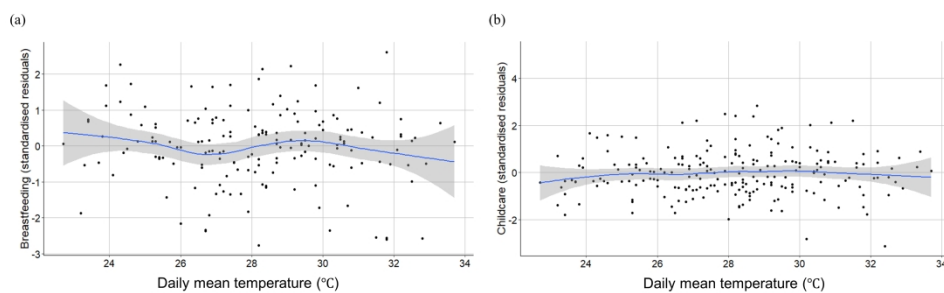 (a)
Breastfeeding (standardised residuals)
2
1
0
-1
-2
-3
24 26 28 30 32 34
Daily mean temperature (°C)
(b)
Childcare (standardised residuals)
4
2
0
-2
24 26 28 30 32 34
Daily mean temperature (°C)